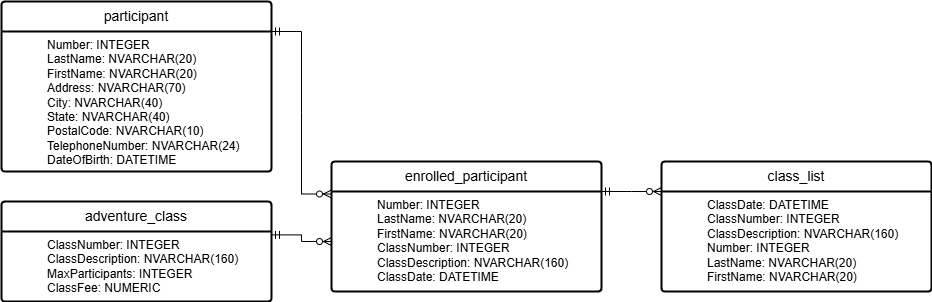 participant
Number: INTEGER
LastName: NVARCHAR(20)
FirstName: NVARCHAR(20)
Address: NVARCHAR(70)
City: NVARCHAR(40)
State: NVARCHAR(40)
PostalCode: NVARCHAR(10)
TelephoneNumber: NVARCHAR(24)
DateOfBirth: DATETIME
adventure_class
ClassNumber: INTEGER
ClassDescription: NVARCHAR(160)
MaxParticipants: INTEGER
ClassFee: NUMERIC
enrolled_participant
Number: INTEGER
LastName: NVARCHAR(20)
FirstName: NVARCHAR(20)
ClassNumber: INTEGER
ClassDescription: NVARCHAR(160)
ClassDate: DATETIME
class_list
ClassDate: DATETIME
ClassNumber: INTEGER
ClassDescription: NVARCHAR(160)
Number: INTEGER
LastName: NVARCHAR(20)
FirstName: NVARCHAR(20)